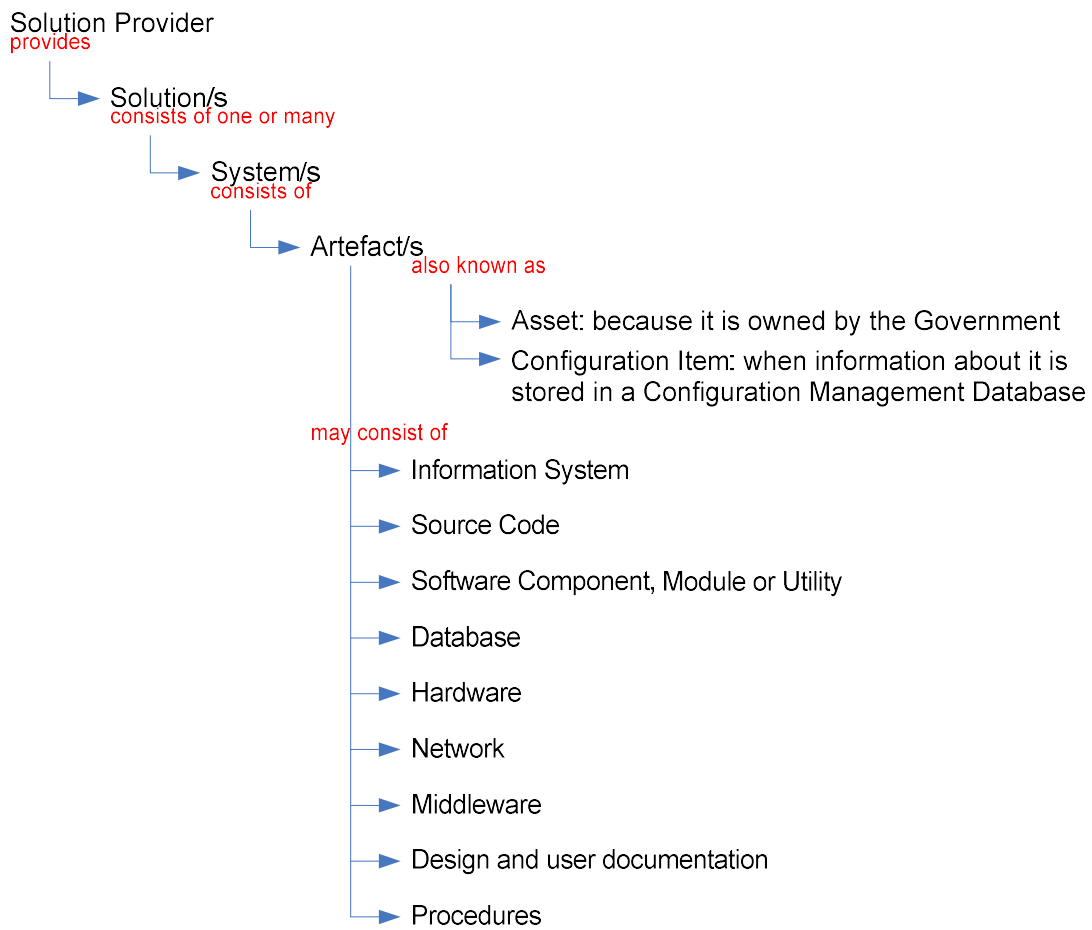 Solution Provider
provides
Solution/s
consists of one or many
System/s
consists of
Artefact/s
also known as
Asset: because it is owned by the Government
Configuration Item: when information about it is
stored in a Configuration Management Database
may consist of
Information System
Source Code
Software Component, Module or Utility
Database
Hardware
Network
Middleware
Design and user documentation
Procedures